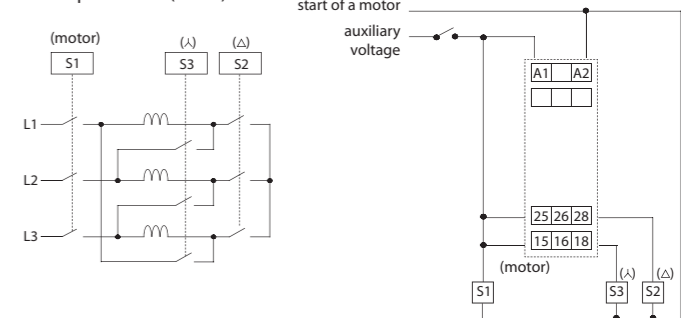 start of a motor
(motor)
S1
(⅄)
S3
(△)
S2
L1
L2
L3
auxiliary
voltage
A1 A2
25 26 28
15 16 18
(motor)
S1
(⅄)
S3
(△)
S2